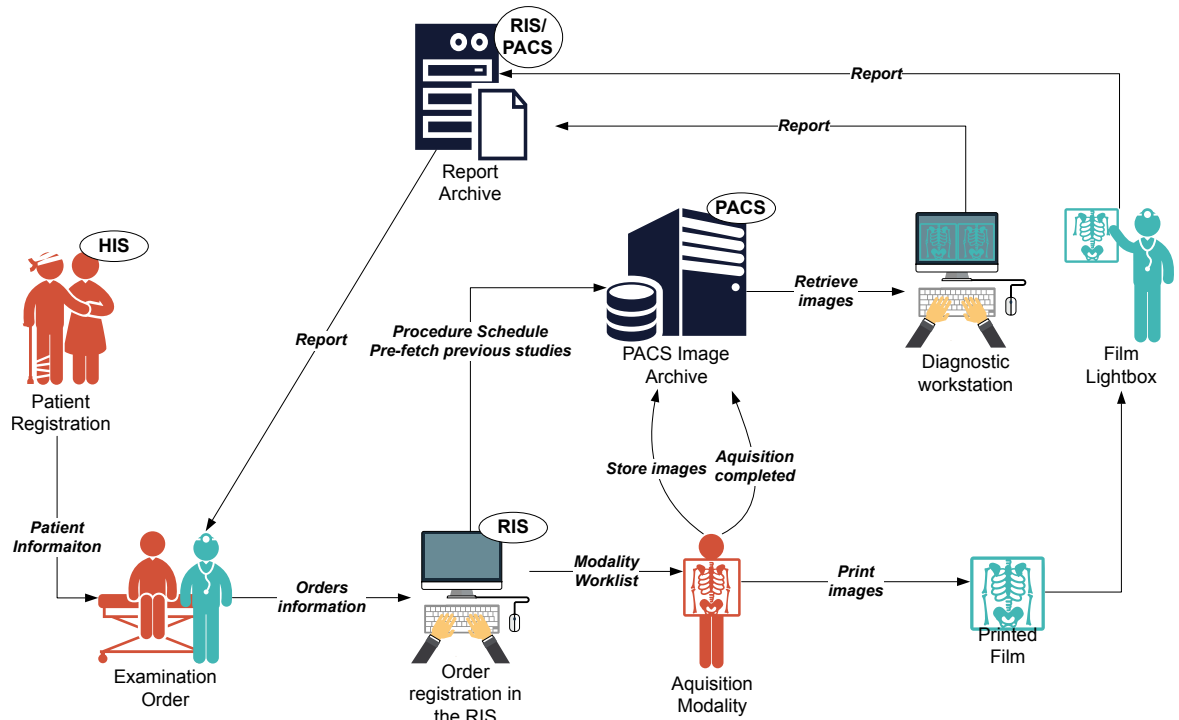 RIS/
PACS
Report
Report
Report
Archive
PACS
HIS
Retrieve
images
Procedure Schedule
Pre-fetch previous studies
Report
PACS Image
Archive
Diagnostic
workstation
Film
Lightbox
Patient
Registration
Store images
Aquisition
completed
Patient
Informaiton
RIS
Modality
Worklist
Print
images
Orders
information
Printed
Film
Examination
Order
Order
registration in
the RIS
Aquisition
Modality